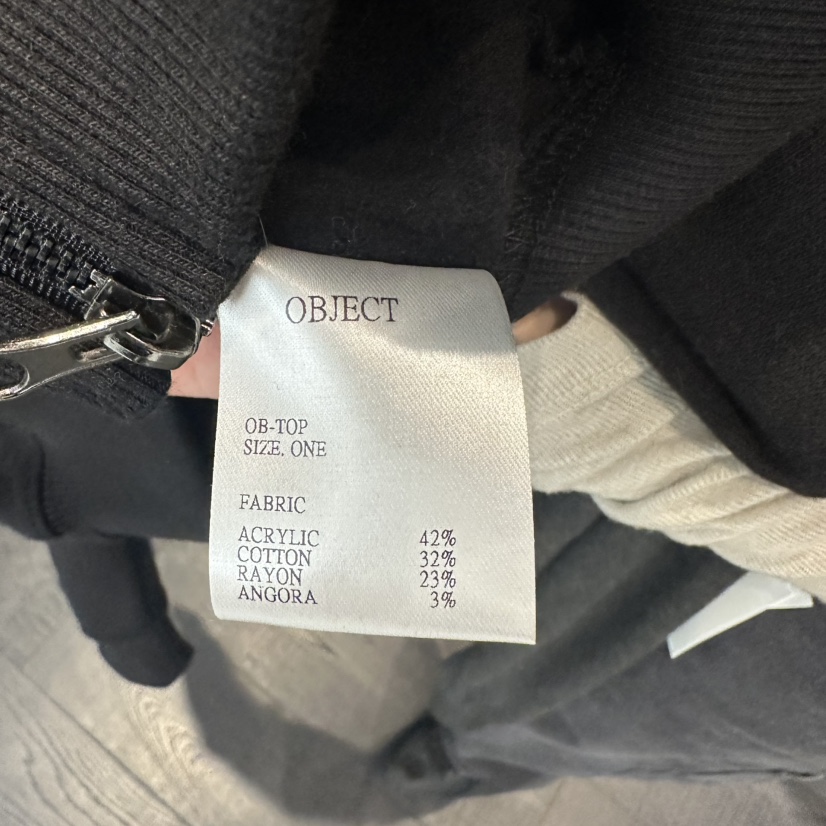 OBJECT
OB-TOP
SIZE. ONE
FABRIC
ACRYLIC 42%
COTTON 32%
RAYON 23%
ANGORA 3%